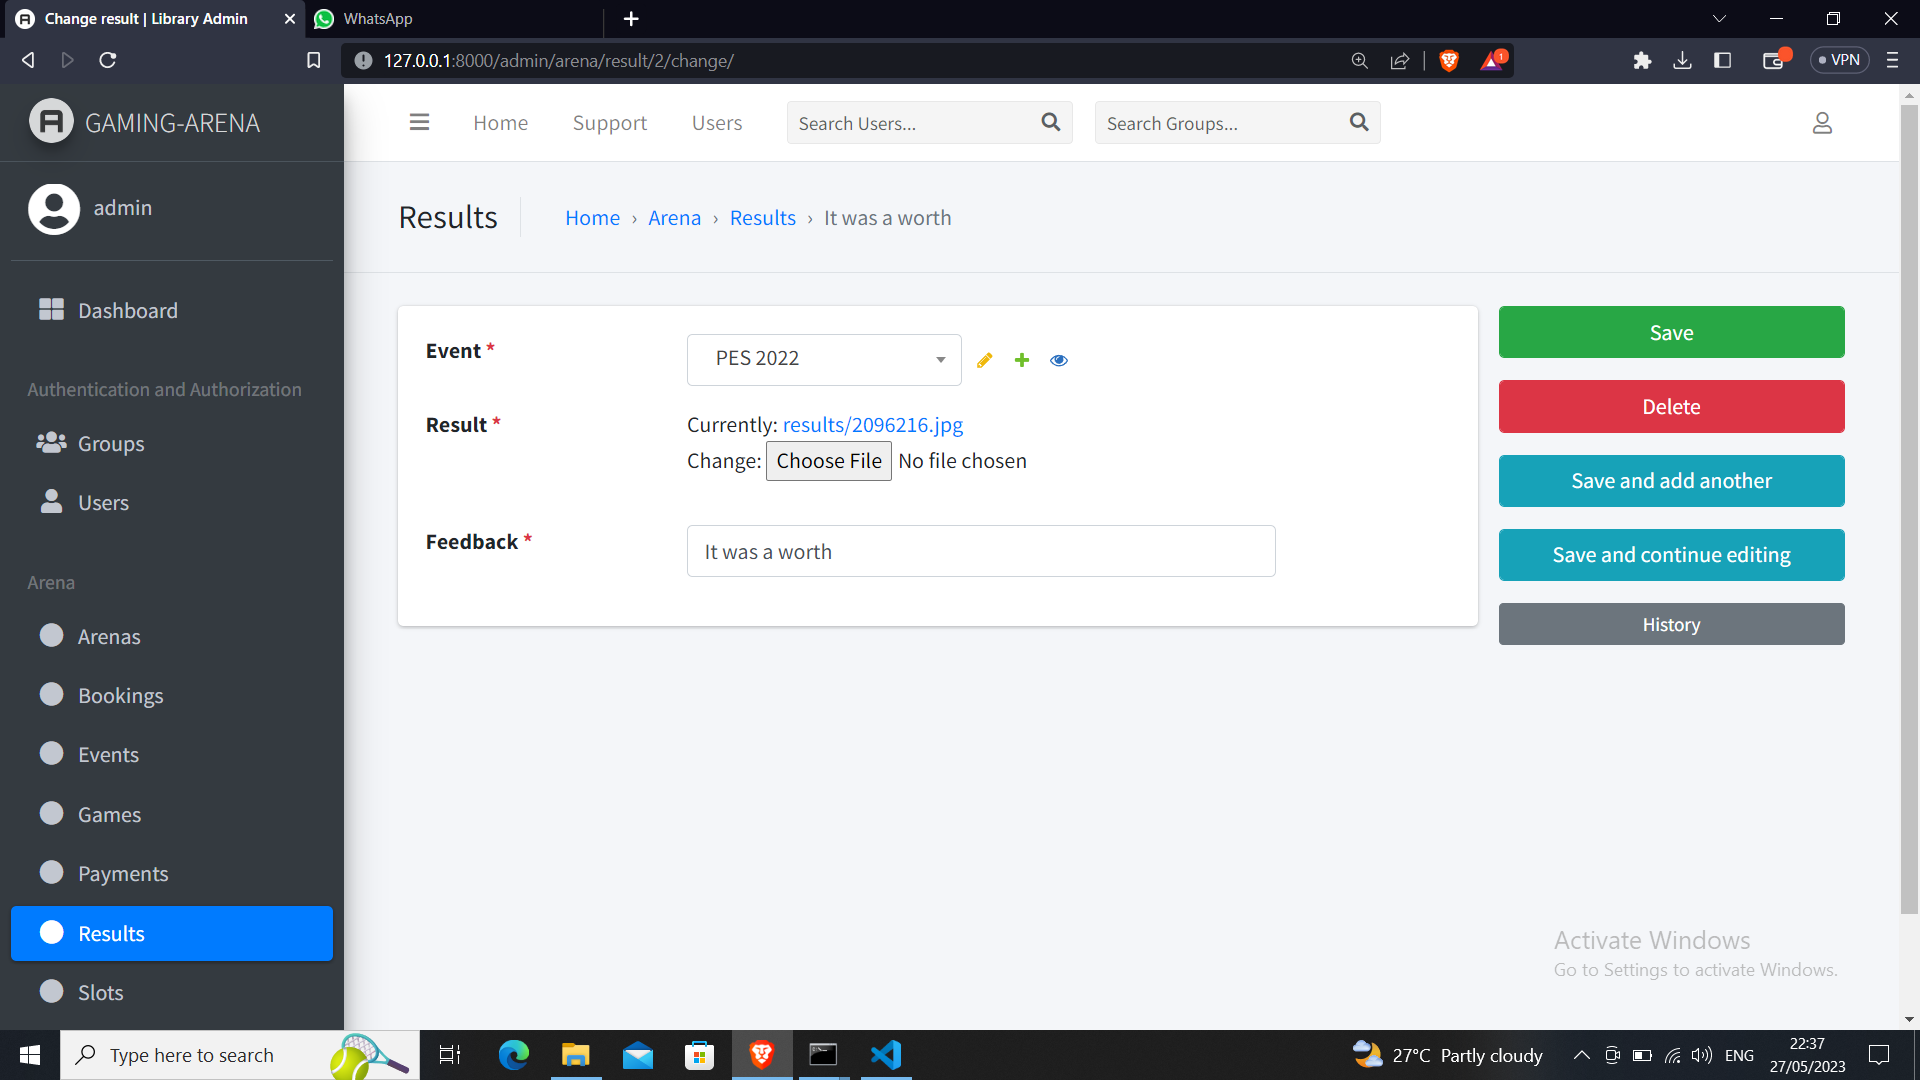 Change result | Library Admin
WhatsApp
127.0.0.1:8000/admin/arena/result/2/change/
1
VPN
GAMING-ARENA
Home
Support
Users
Search Users...
Search Groups...
admin
Results
Home › Arena › Results › It was a worth
Dashboard
Authentication and Authorization
Groups
Users
Arena
Arenas
Bookings
Events
Games
Payments
Results
Slots
Event *
PES 2022
Result *
Currently: results/2096216.jpg
Change: Choose File No file chosen
Feedback *
It was a worth
Save
Delete
Save and add another
Save and continue editing
History
Activate Windows
Go to Settings to activate Windows.
Type here to search
27°C Partly cloudy
ENG
22:37
27/05/2023